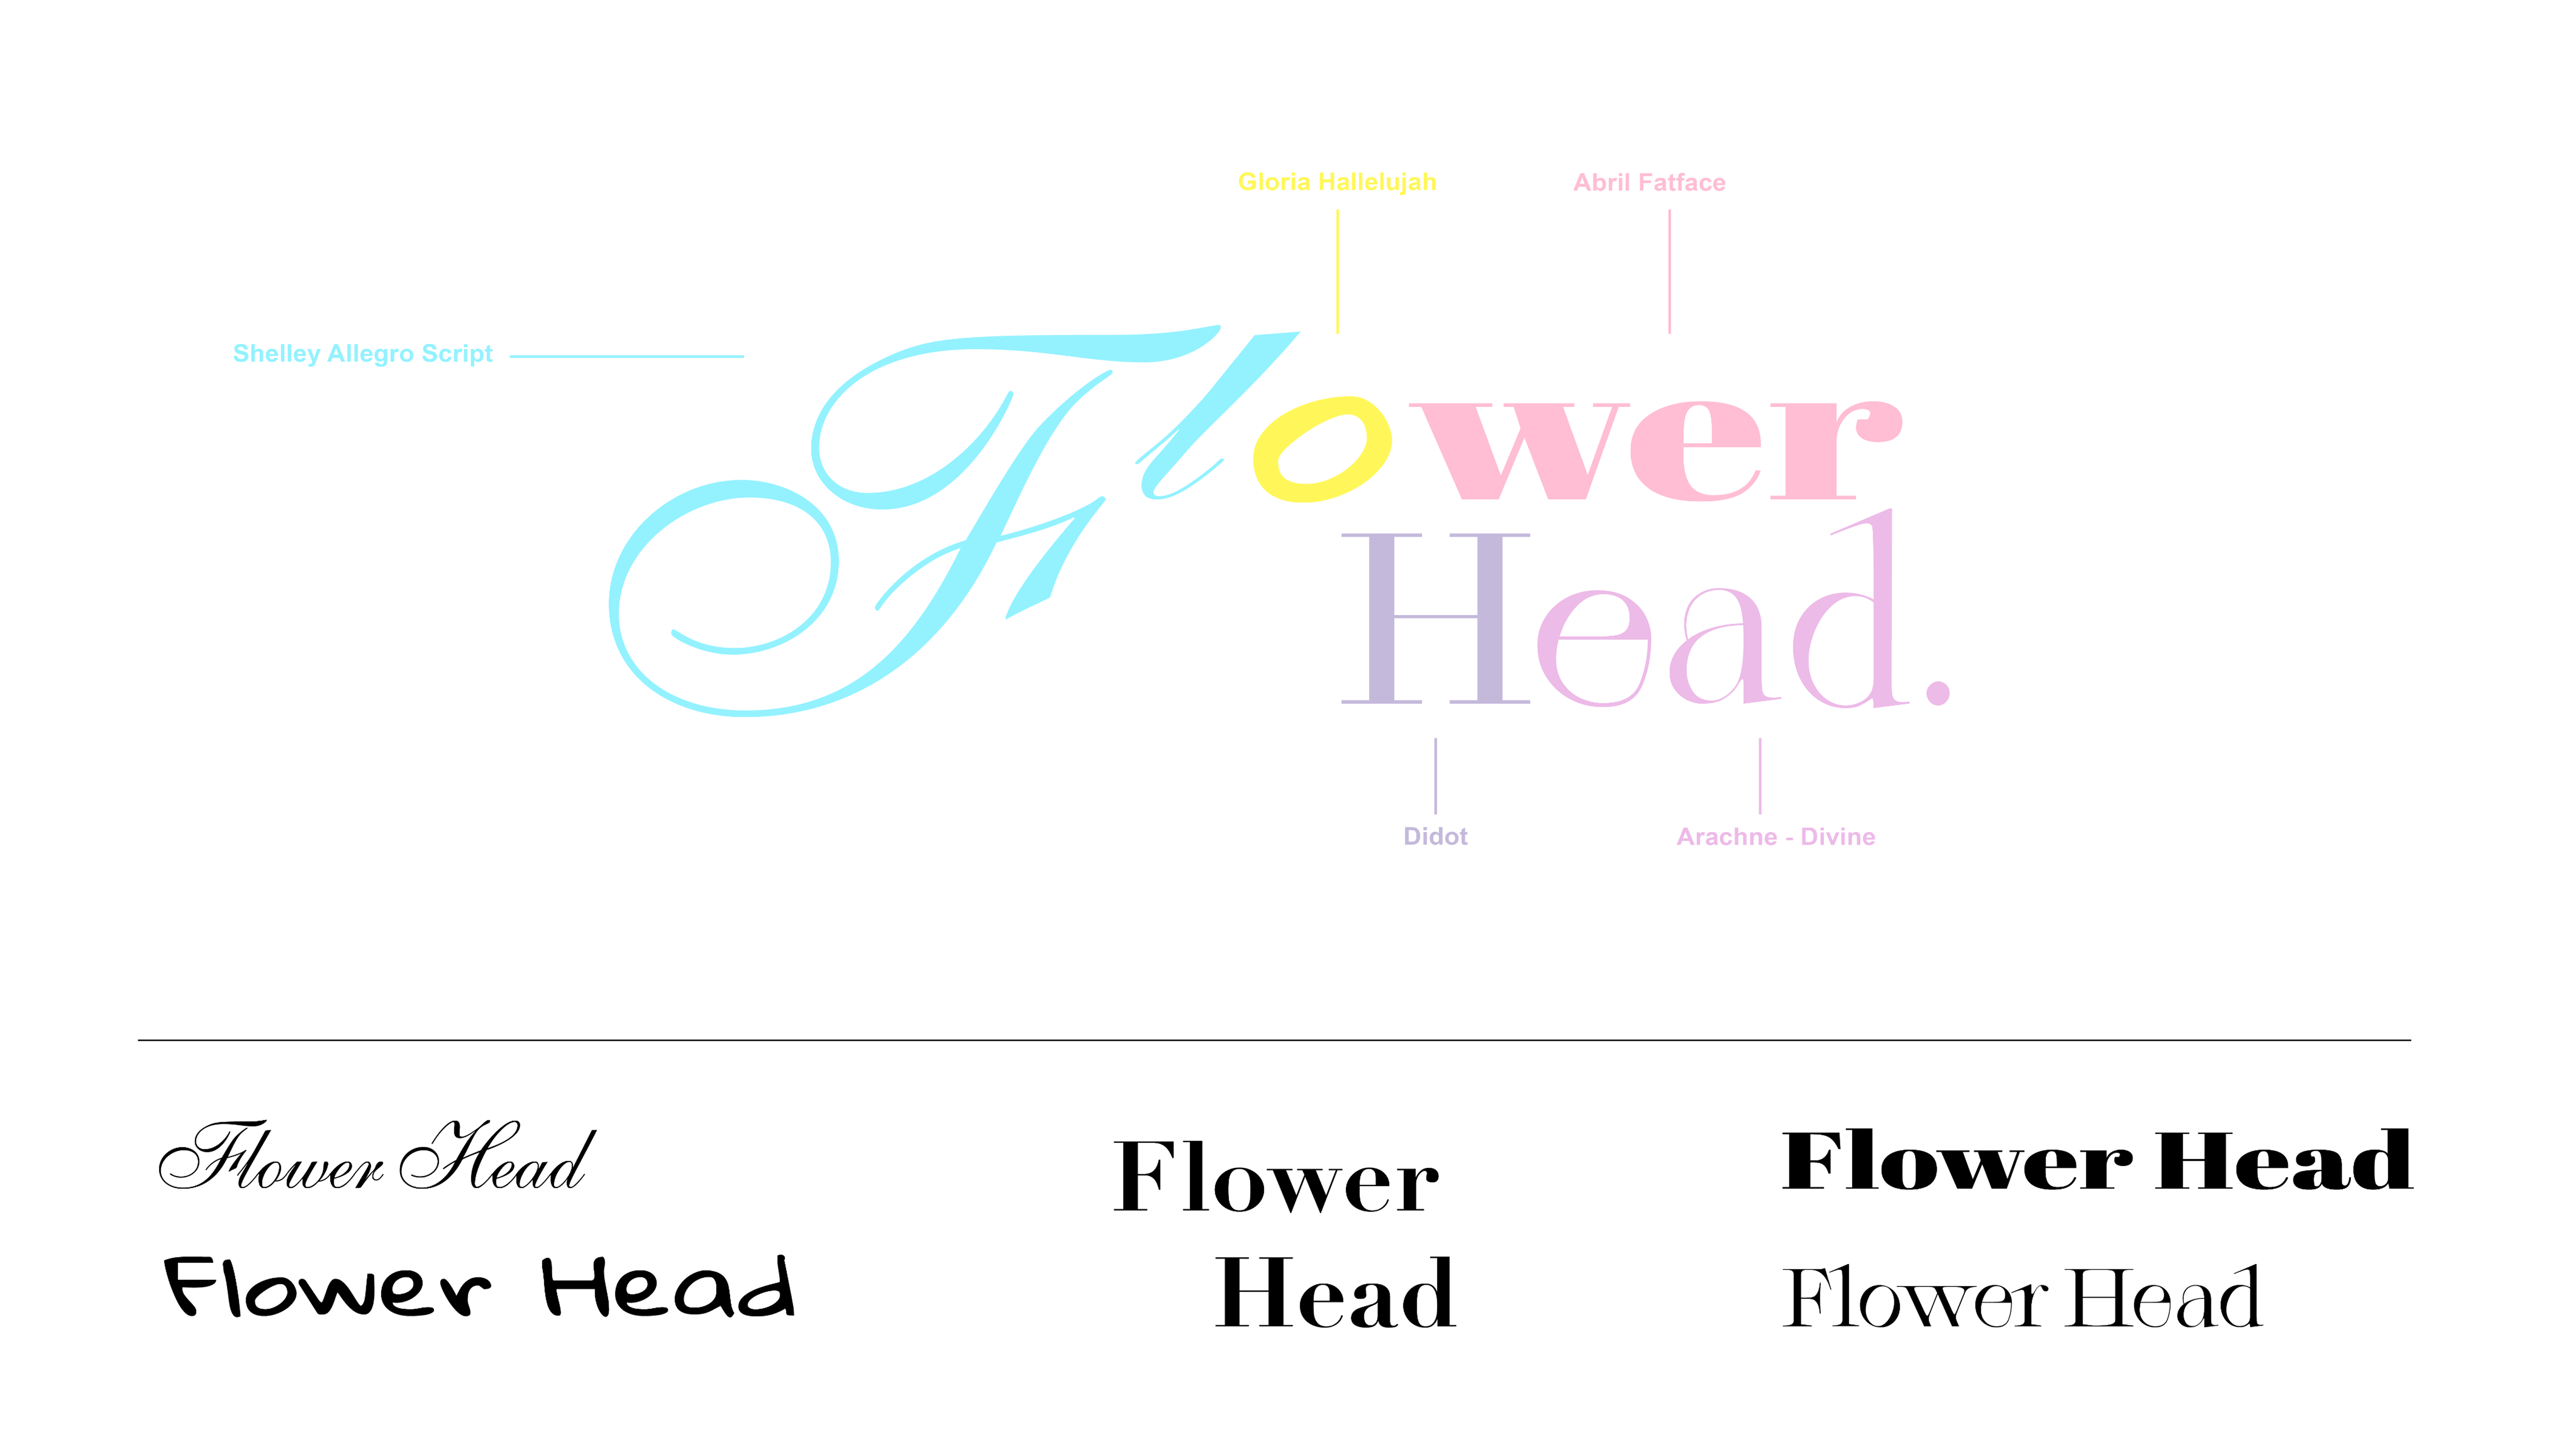 Gloria Hallelujah
Abril Fatface
Shelley Allegro Script
Flower
Head.
Didot
Arachne - Divine
Flower Head
Flower Head
Flower
Head
Flower Head
Flower Head